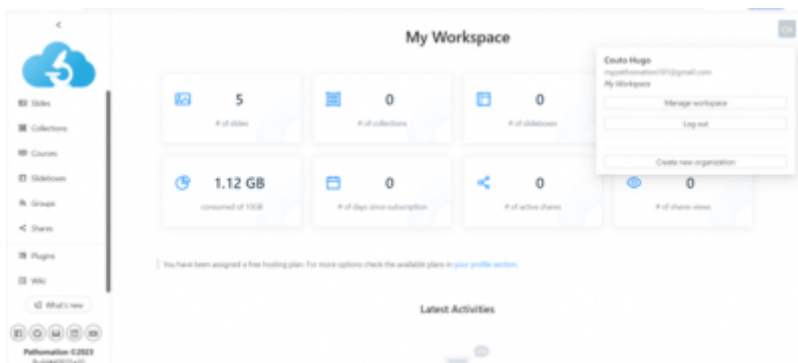 My Workspace
CH
Couto Hugo
My Workspace
Manage workspace
Log out
Create new organization
Slides
Collections
Courses
Slideboxes
Groups
Shares
Plugins
Wiki
What's new
Pathomation ©2023
5
# of slides
0
# of collections
0
# of slideboxes
1.12 GB
consumed of 10GB
0
# of days since subscription
0
# of active shares
0
# of shares views
You have been assigned a free hosting plan. For more options check the available plans in your profile section.
Latest Activities